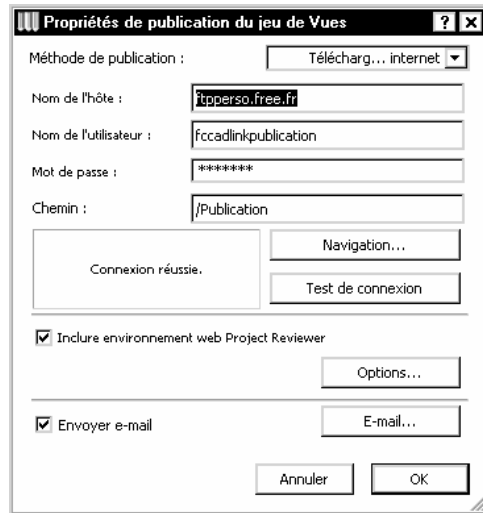 Propriétés de publication du jeu de Vues ? X
Méthode de publication : Télécharg... internet
Nom de l'hôte : ftpperso.free.fr
Nom de l'utilisateur : fccadlinkpublication
Mot de passe : *******
Chemin : /Publication
Navigation...
Connexion réussie.
Test de connexion
Inclure environnement web Project Reviewer
Options...
Envoyer e-mail E-mail...
Annuler OK